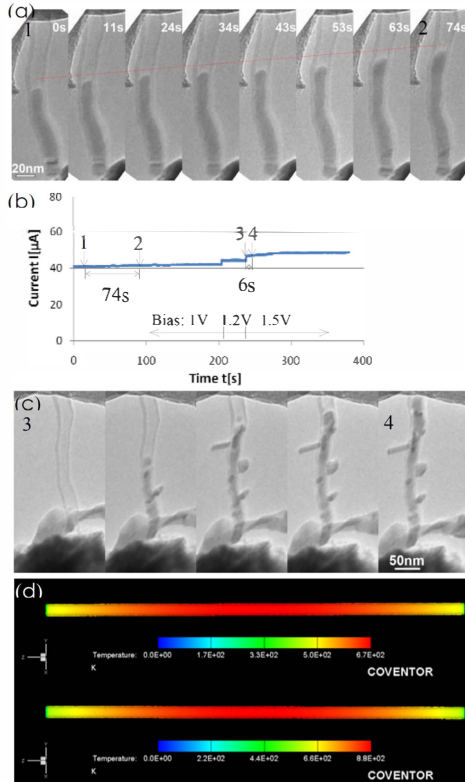 (a)
1 0s 11s 24s 34s 43s 53s 63s 2 74s
20nm
(b)
80
60
40
20
0
Current I[µA]
1 2 3 4
74s
6s
Bias: 1V 1.2V 1.5V
0 100 200 300 400
Time t[s]
(c)
3 4
50nm
(d)
Temperature:
K
0.0E+00 1.7E+02 3.3E+02 5.0E+02 6.7E+02
COVENTOR
Temperature:
K
0.0E+00 2.2E+02 4.4E+02 6.6E+02 8.8E+02
COVENTOR